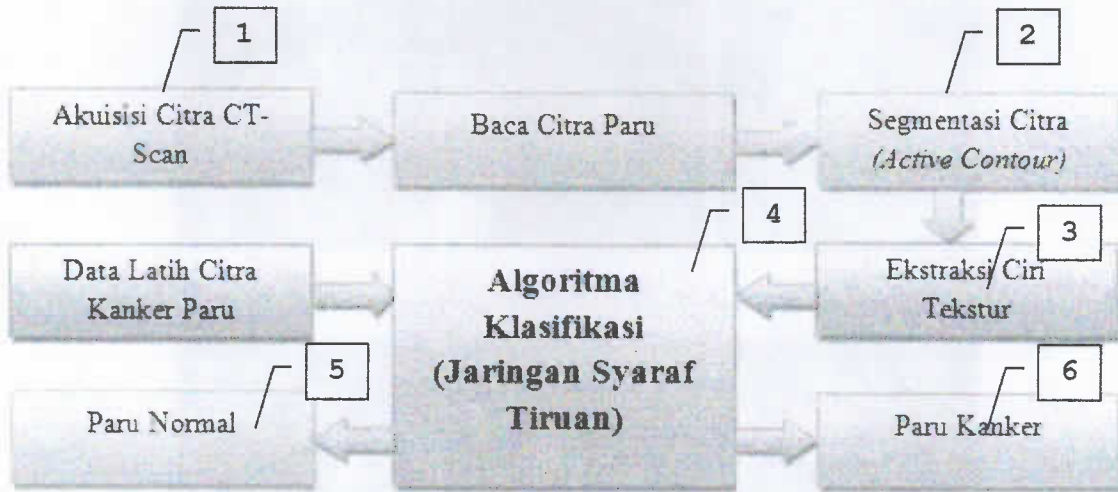 1
2
Akuisisi Citra CT-
Scan
Baca Citra Paru
Segmentasi Citra
(Active Contour)
4
3
Data Latih Citra
Kanker Paru
Algoritma
Klasifikasi
(Jaringan Syaraf
Tiruan)
Ekstraksi Ciri
Tekstur
5
6
Paru Normal
Paru Kanker